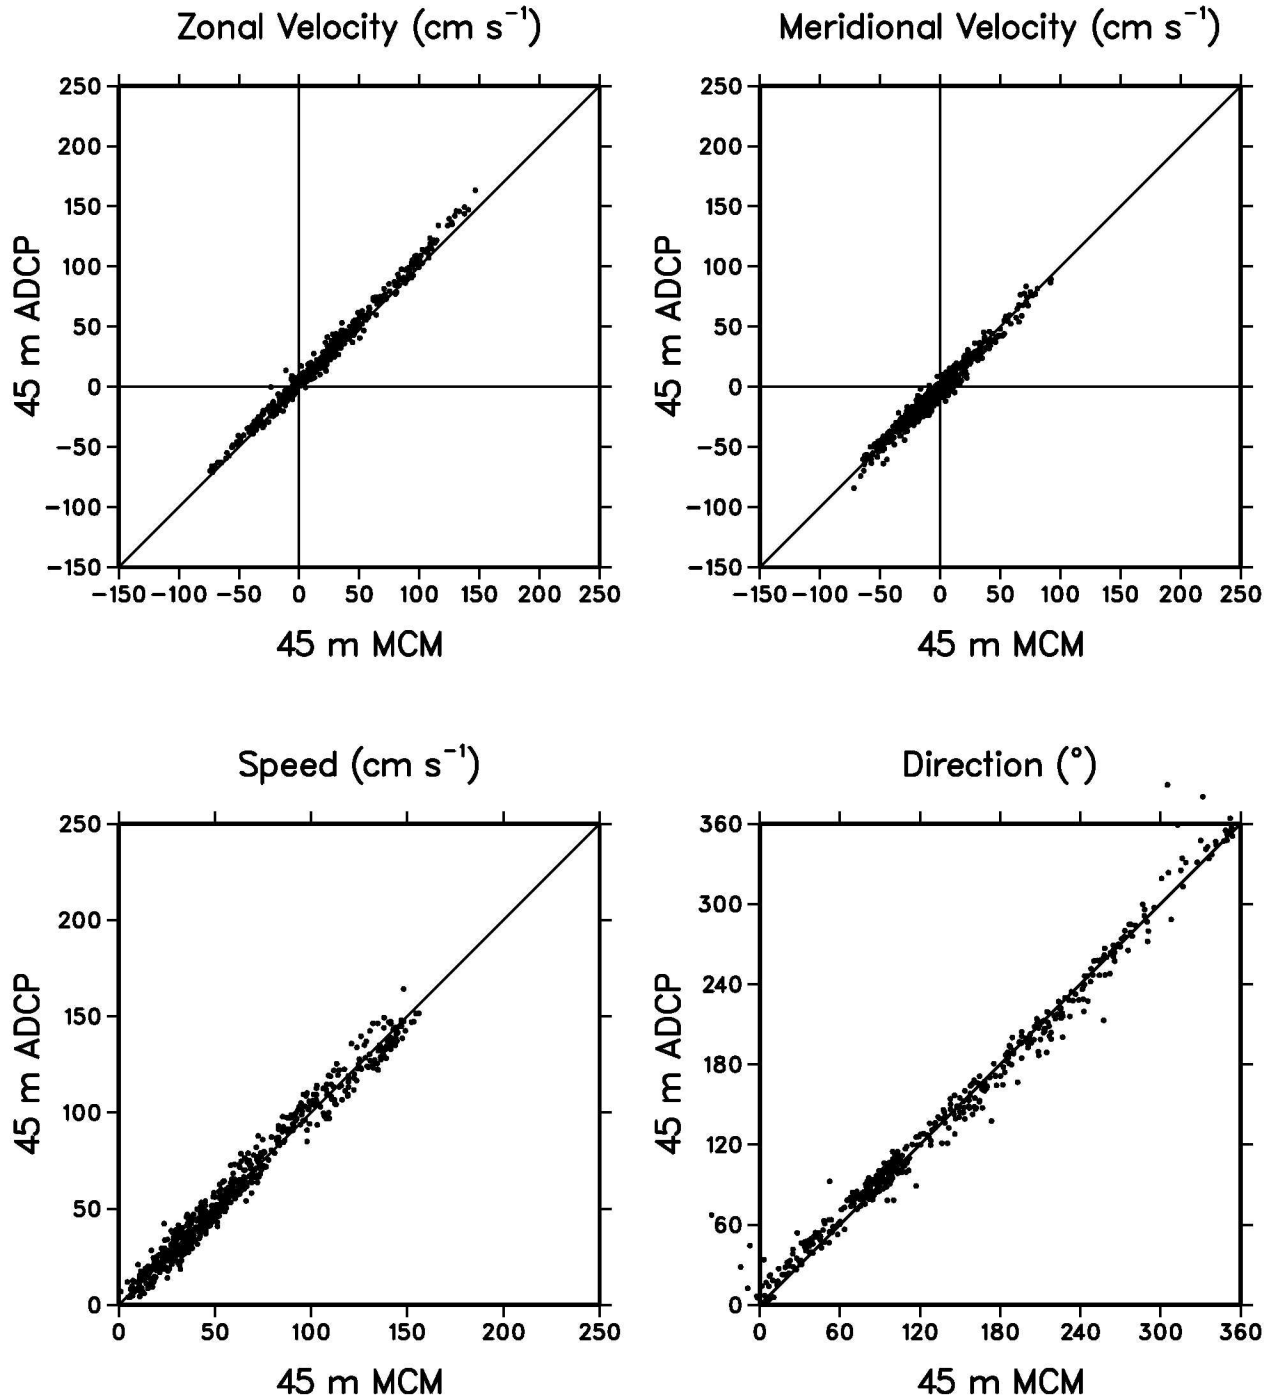 Zonal Velocity (cm s⁻¹)
45 m ADCP
250
200
150
100
50
0
−50
−100
−150
−150 −100 −50 0 50 100 150 200 250
45 m MCM
Meridional Velocity (cm s⁻¹)
45 m ADCP
250
200
150
100
50
0
−50
−100
−150
−150 −100 −50 0 50 100 150 200 250
45 m MCM
Speed (cm s⁻¹)
45 m ADCP
250
200
150
100
50
0
0 50 100 150 200 250
45 m MCM
Direction (°)
45 m ADCP
360
300
240
180
120
60
0
0 60 120 180 240 300 360
45 m MCM